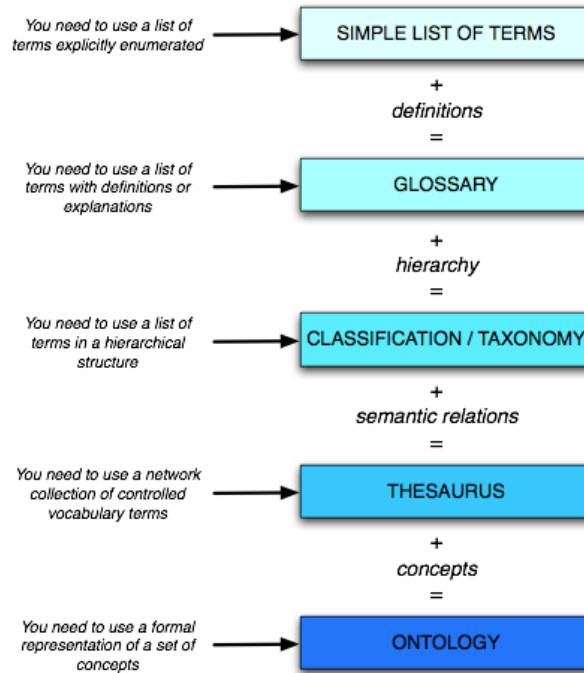 You need to use a list of
terms explicitly enumerated
SIMPLE LIST OF TERMS
+
definitions
=
You need to use a list of
terms with definitions or
explanations
GLOSSARY
+
hierarchy
=
You need to use a list of
terms in a hierarchical
structure
CLASSIFICATION / TAXONOMY
+
semantic relations
=
You need to use a network
collection of controlled
vocabulary terms
THESAURUS
+
concepts
=
You need to use a formal
representation of a set of
concepts
ONTOLOGY